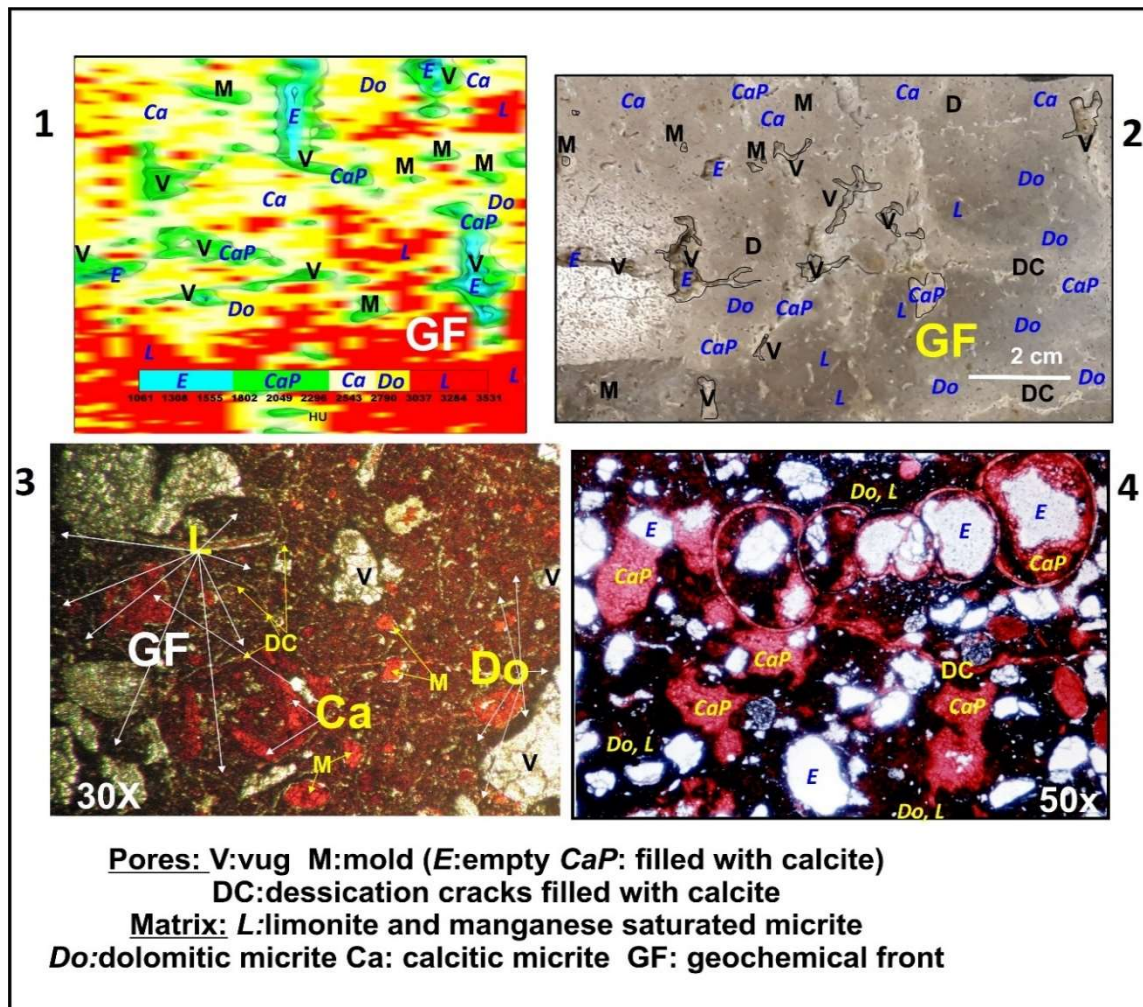 1
M Do E V Ca
Ca E L
V M M M
V CaP
Ca Do
CaP
V V CaP L V
E V E
V Do M
GF
L
E CaP Ca Do L L
1061 1308 1555 1802 2049 2296 2543 2790 3037 3284 3531
HU
2
Ca CaP M Ca D Ca
Ca
M M M V V
E
V Do
V V L
D Do
E V V V DC
E CaP CaP
Do CaP L Do
GF
CaP V L 2 cm
M V L Do DC Do
3
L
V V
DC
GF
M Do
Ca
M V
30X
4
Do, L
E E E
CaP CaP
CaP DC
CaP CaP
Do, L E
Do, L 50x
Pores: V:vug M:mold (E:empty CaP: filled with calcite)
DC:dessication cracks filled with calcite
Matrix: L:limonite and manganese saturated micrite
Do:dolomitic micrite Ca: calcitic micrite GF: geochemical front